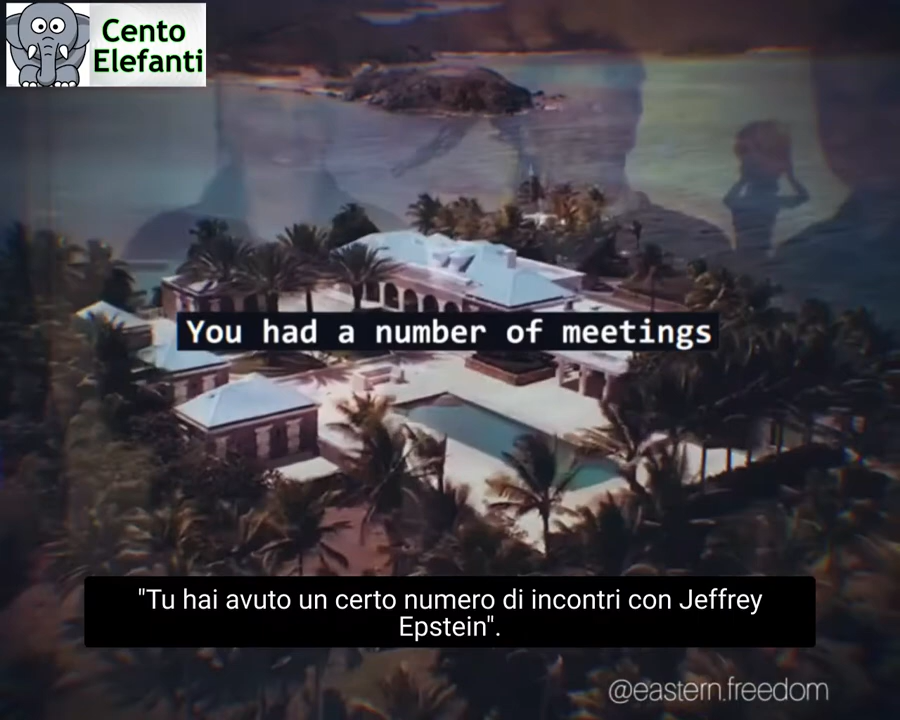 Cento
Elefanti
You had a number of meetings
"Tu hai avuto un certo numero di incontri con Jeffrey
Epstein".
@eastern.freedom